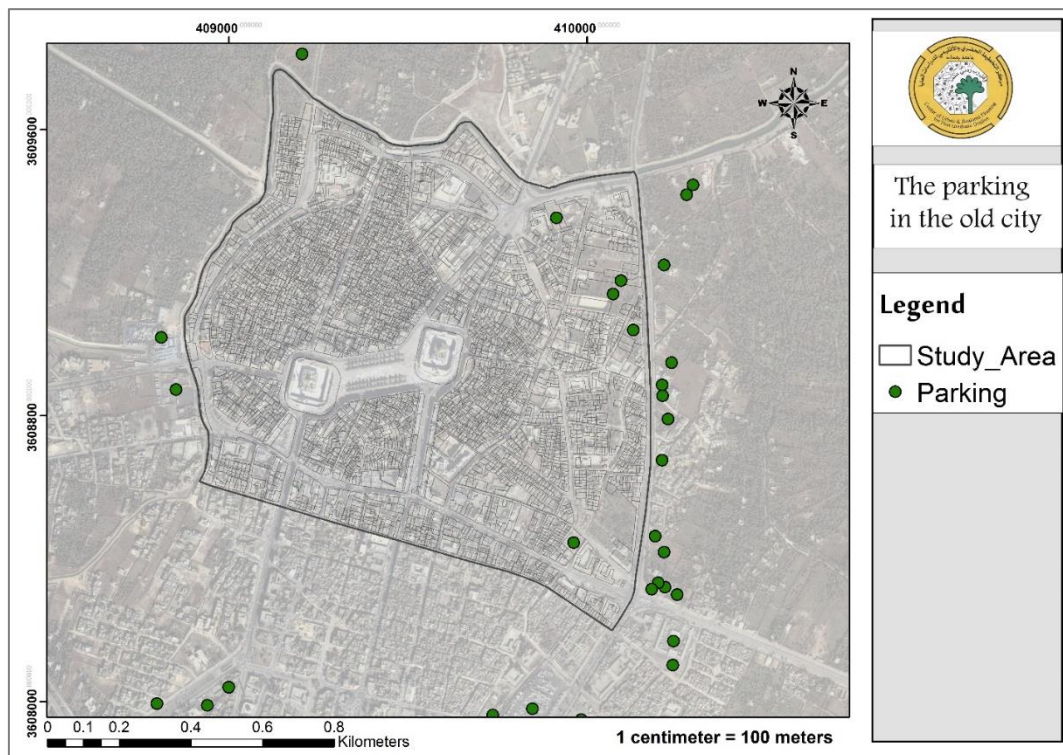 409000
410000
3609600
3608800
3608000
N
W E
S
0 0.1 0.2 0.4 0.6 0.8
Kilometers
1 centimeter = 100 meters
The parking
in the old city
Legend
Study_Area
Parking